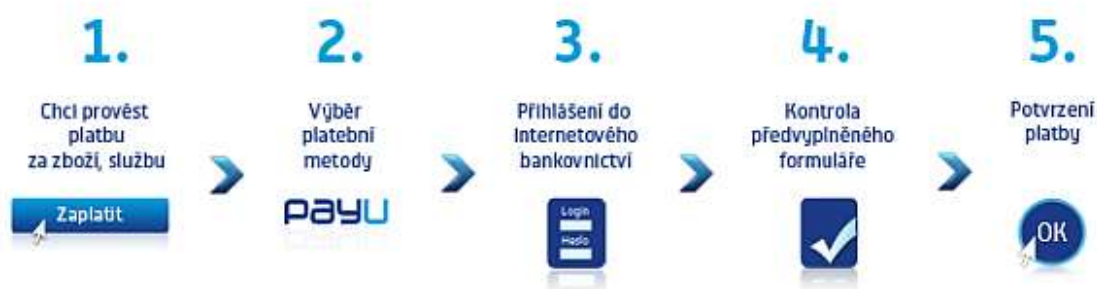 1.
Chci provést
platbu
za zboží, službu
Zaplatit
2.
Výběr
platební
metody
PayU
3.
Přihlášení do
Internetového
bankovnictví
Login
Heslo
4.
Kontrola
předvyplněného
formuláře
5.
Potvrzení
platby
OK